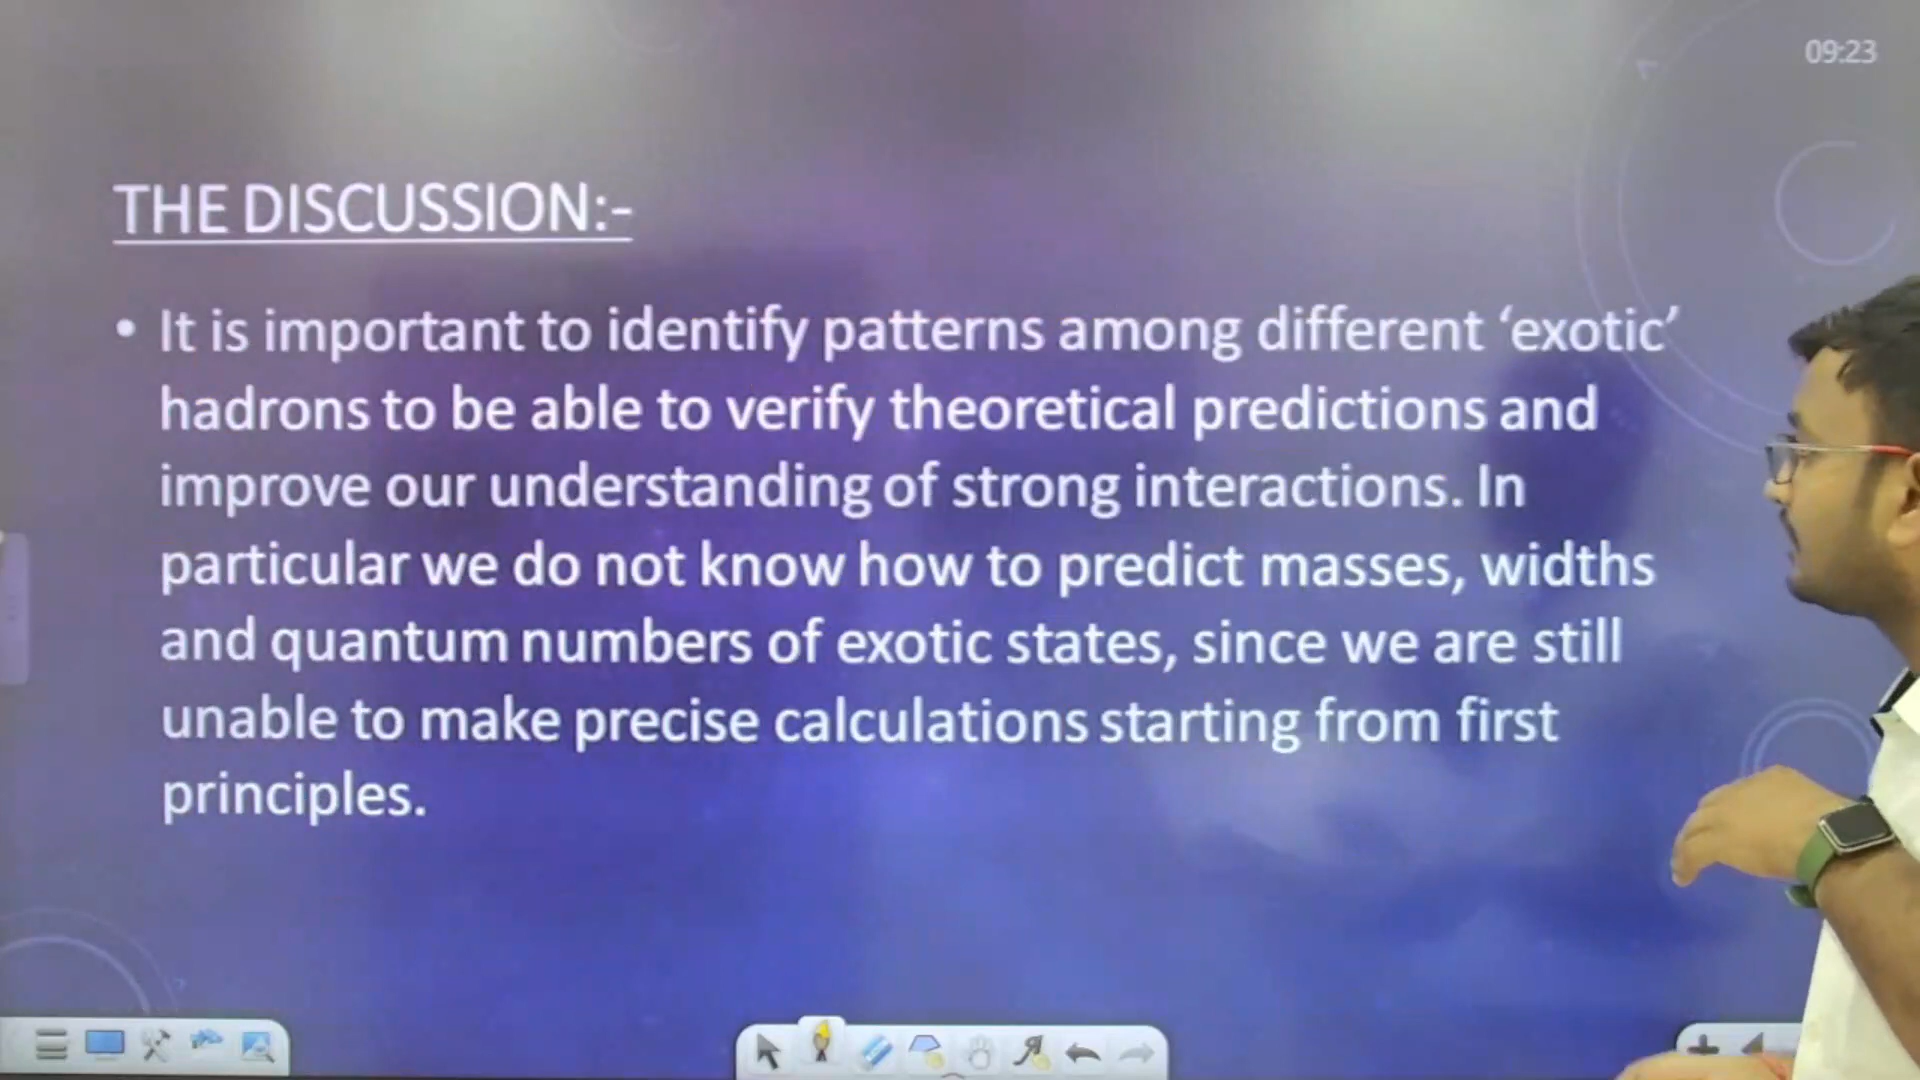 09:23
THE DISCUSSION:-
• It is important to identify patterns among different ‘exotic’
hadrons to be able to verify theoretical predictions and
improve our understanding of strong interactions. In
particular we do not know how to predict masses, widths
and quantum numbers of exotic states, since we are still
unable to make precise calculations starting from first
principles.